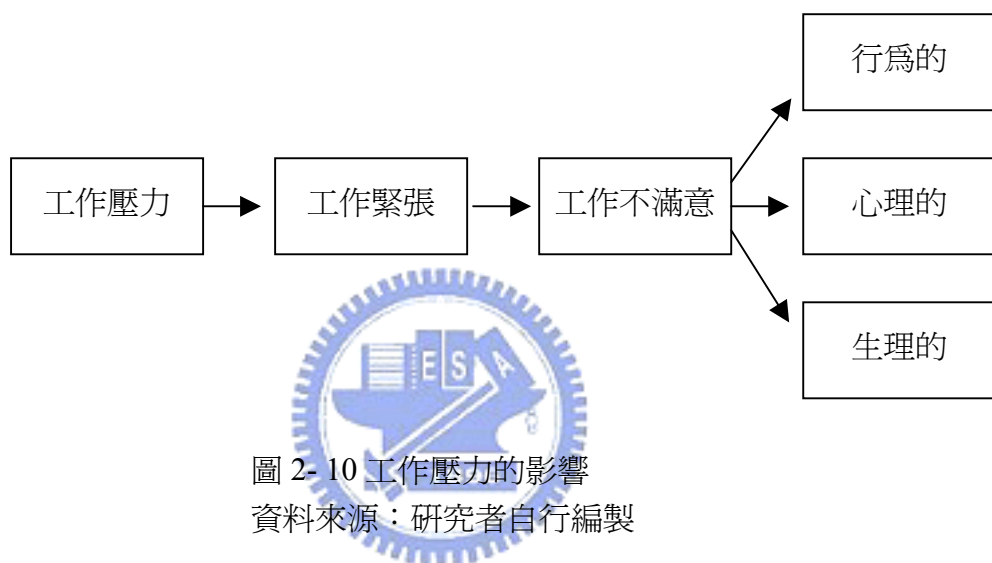 行為的
工作壓力
工作緊張
工作不滿意
心理的
生理的
E S A
圖 2- 10 工作壓力的影響
資料來源：研究者自行編製